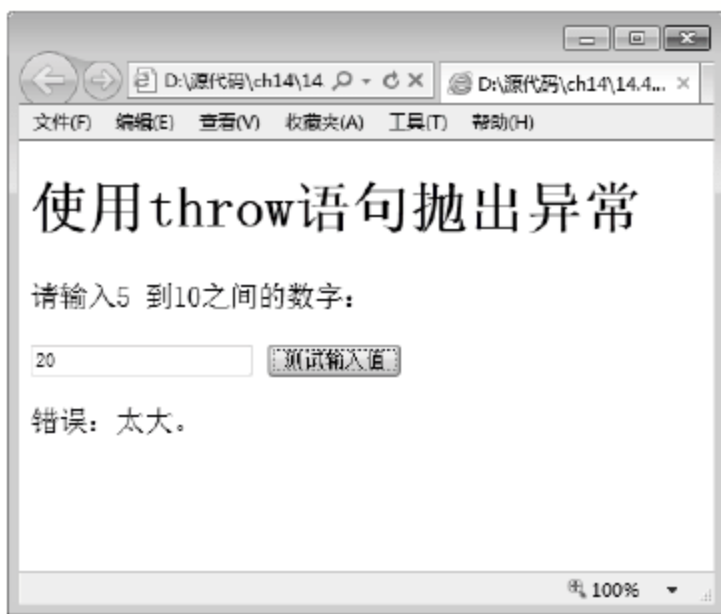 D:\源代码\ch14\14
D:\源代码\ch14\14.4...
文件(F) 编辑(E) 查看(V) 收藏夹(A) 工具(T) 帮助(H)
使用throw语句抛出异常
请输入5 到10之间的数字：
20 测试输入值
错误：太大。
100%